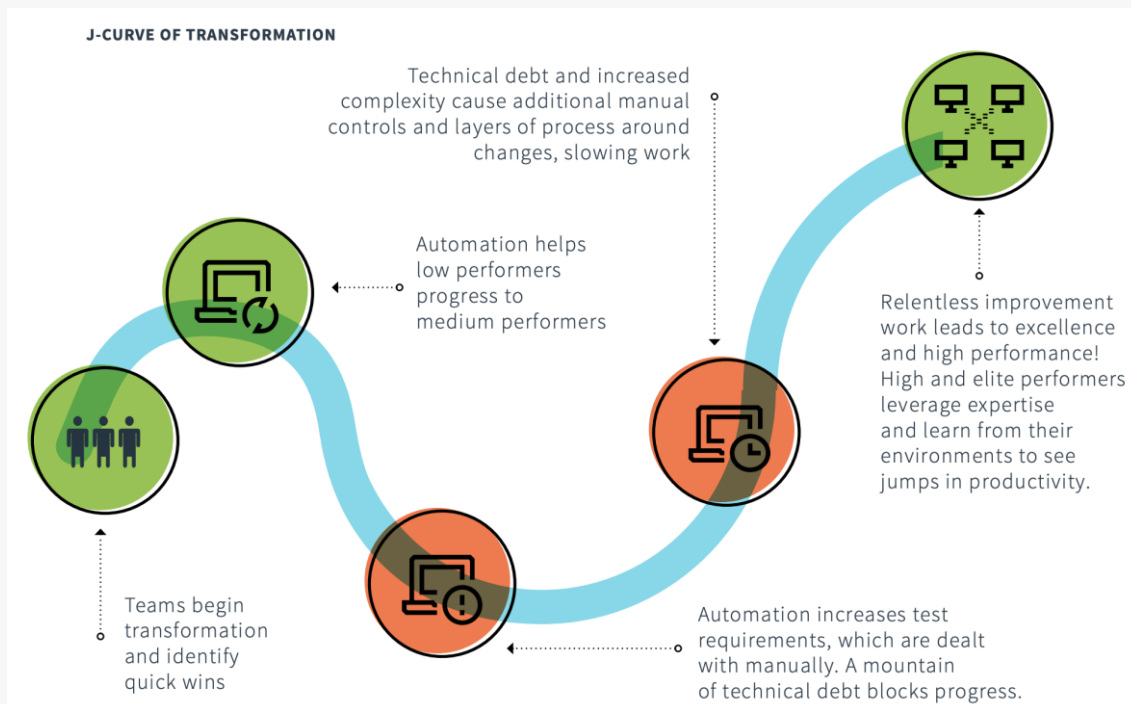 J-CURVE OF TRANSFORMATION
Technical debt and increased
complexity cause additional manual
controls and layers of process around
changes, slowing work
Automation helps
low performers
progress to
medium performers
Relentless improvement
work leads to excellence
and high performance!
High and elite performers
leverage expertise
and learn from their
environments to see
jumps in productivity.
Teams begin
transformation
and identify
quick wins
Automation increases test
requirements, which are dealt
with manually. A mountain
of technical debt blocks progress.